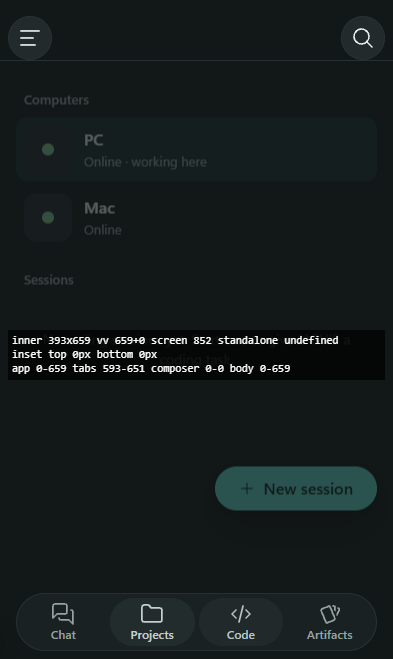 Computers
PC
Online · working here
Mac
Online
Sessions
inner 393x659 vv 659+0 screen 852 standalone undefined
inset top 0px bottom 0px
coding task
app 0-659 tabs 593-651 composer 0-0 body 0-659
+ New session
Chat
Projects
Code
Artifacts